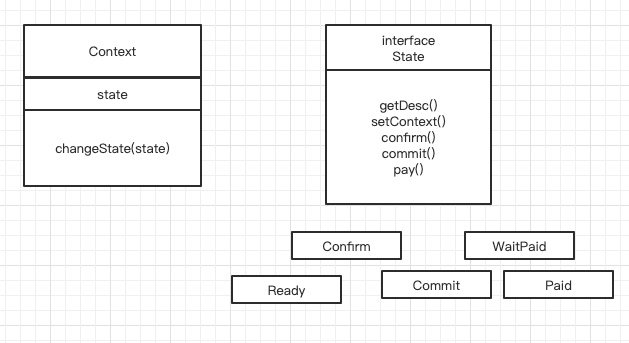 Context
state
changeState(state)
interface
State
getDesc()
setContext()
confirm()
commit()
pay()
Confirm
WaitPaid
Ready
Commit
Paid